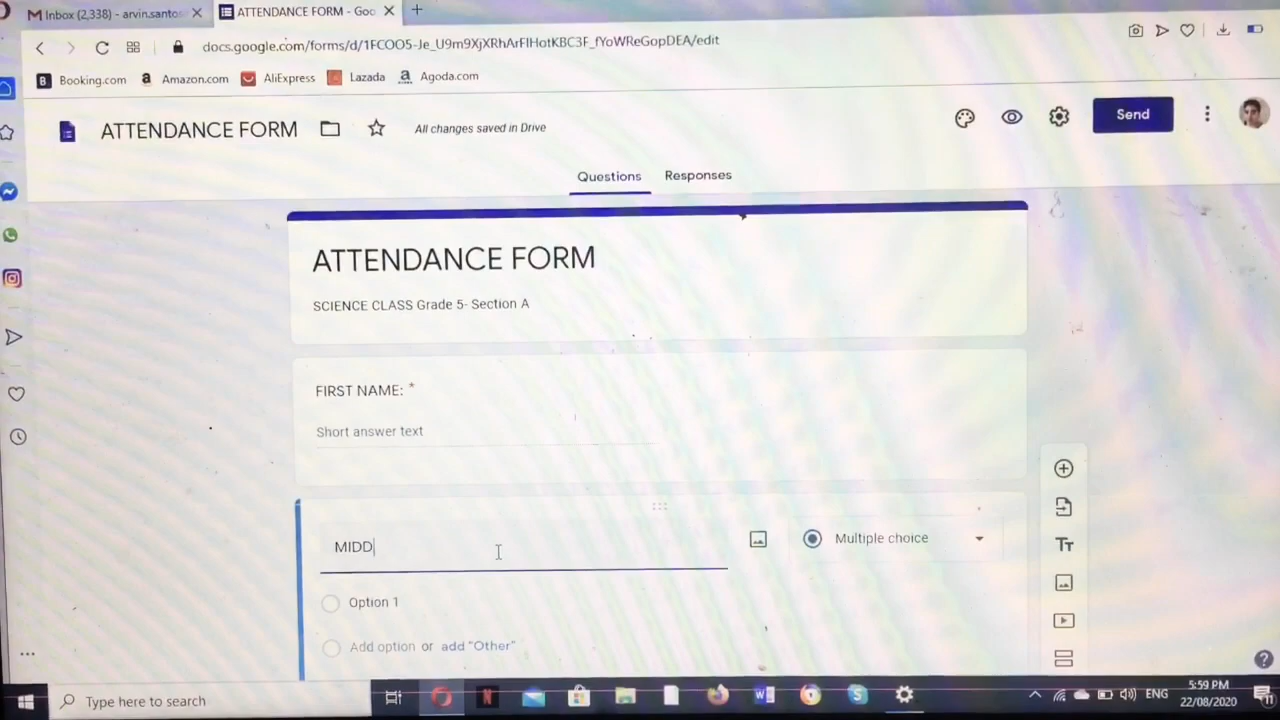 Inbox (2,338) - arvin.santos
ATTENDANCE FORM - Goo
docs.google.com/forms/d/1FCOO5-Je_U9m9XjXRhArFlHotKBC3F_fYoWReGopDEA/edit
Booking.com
Amazon.com
AliExpress
Lazada
Agoda.com
ATTENDANCE FORM
All changes saved in Drive
Send
Questions
Responses
ATTENDANCE FORM
SCIENCE CLASS Grade 5- Section A
FIRST NAME: *
Short answer text
MIDD
Multiple choice
Option 1
Add option or add "Other"
Type here to search
ENG
5:59 PM
22/08/2020